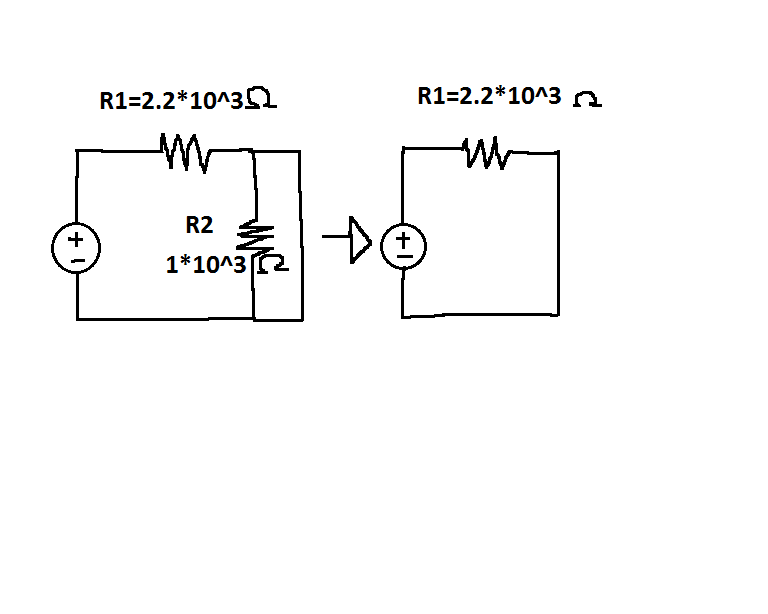 R1=2.2*10^3Ω
R1=2.2*10^3 Ω
+
−
R2
1*10^3 Ω
+
−